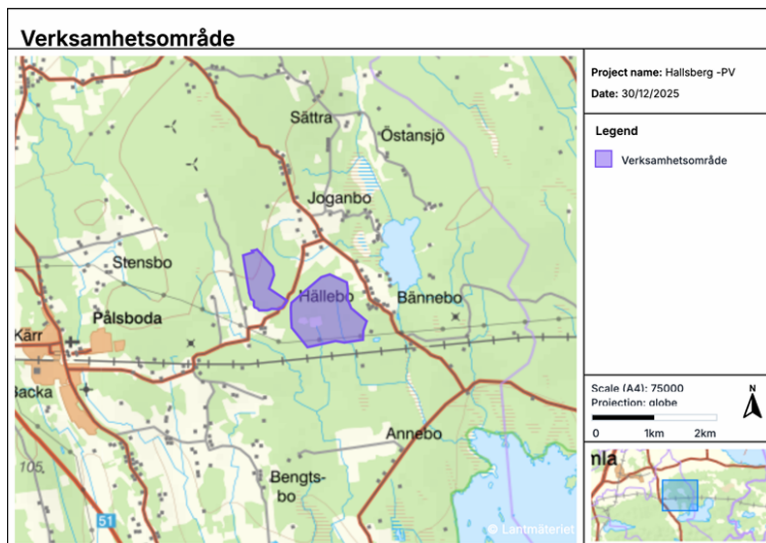 Verksamhetsområde
Project name: Hallsberg -PV
Date: 30/12/2025
Legend
Verksamhetsområde
Sättra
Östansjö
Joganbo
Stensbo
Hällebo
Bännebo
Pålsboda
Kärr
Backa
Annebo
Bengts-
bo
105
51
© Lantmäteriet
Scale (A4): 75000
Projection: globe
N
0 1km 2km
nla